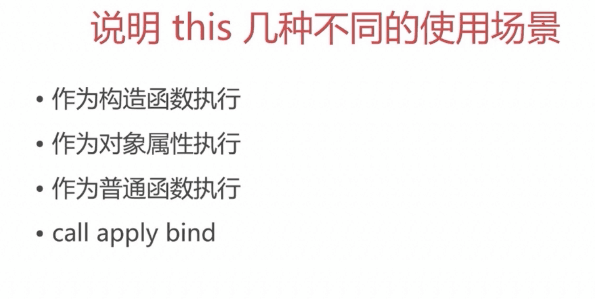 说明 this 几种不同的使用场景
• 作为构造函数执行
• 作为对象属性执行
• 作为普通函数执行
• call apply bind